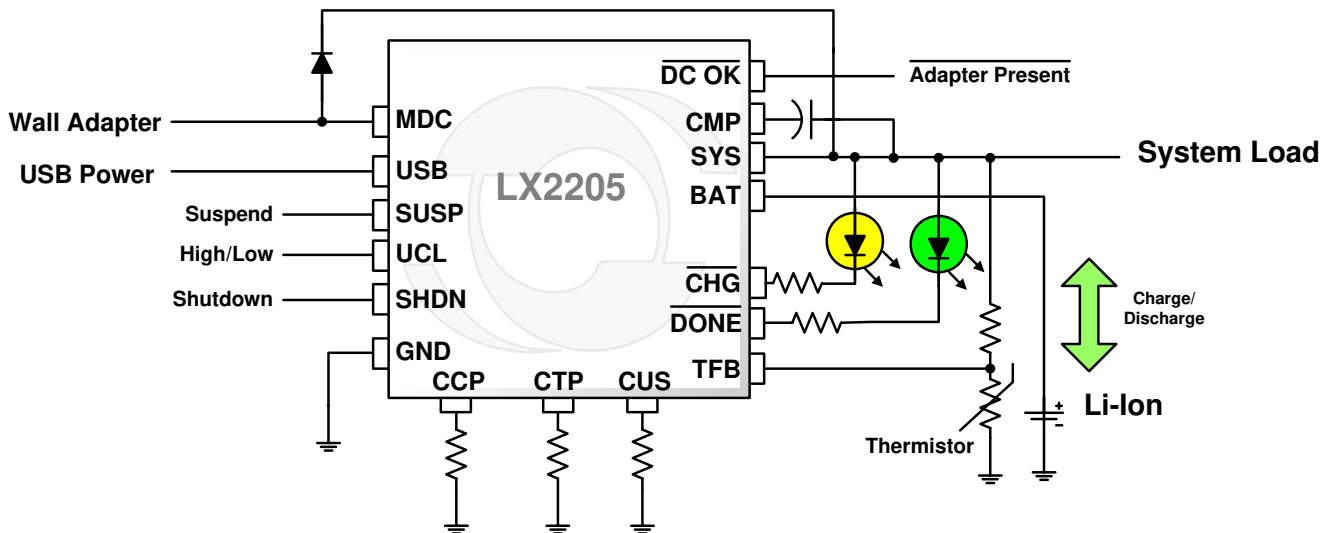 Wall Adapter
USB Power
Suspend
High/Low
Shutdown
MDC
USB
SUSP
UCL
SHDN
GND
LX2205
CCP CTP CUS
DC OK
CMP
SYS
BAT
CHG
DONE
TFB
Adapter Present
System Load
Charge/
Discharge
+
-
Li-Ion
Thermistor